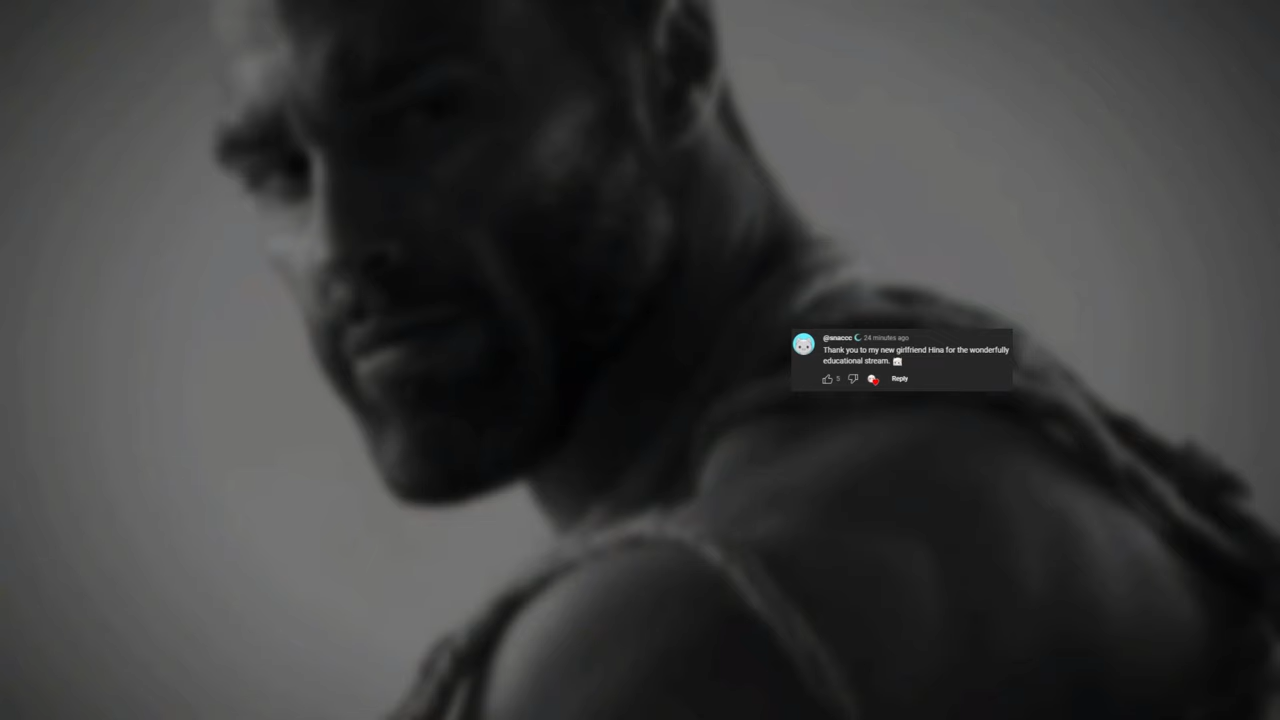 @snaccc 24 minutes ago
Thank you to my new girlfriend Hina for the wonderfully
educational stream.
5 Reply